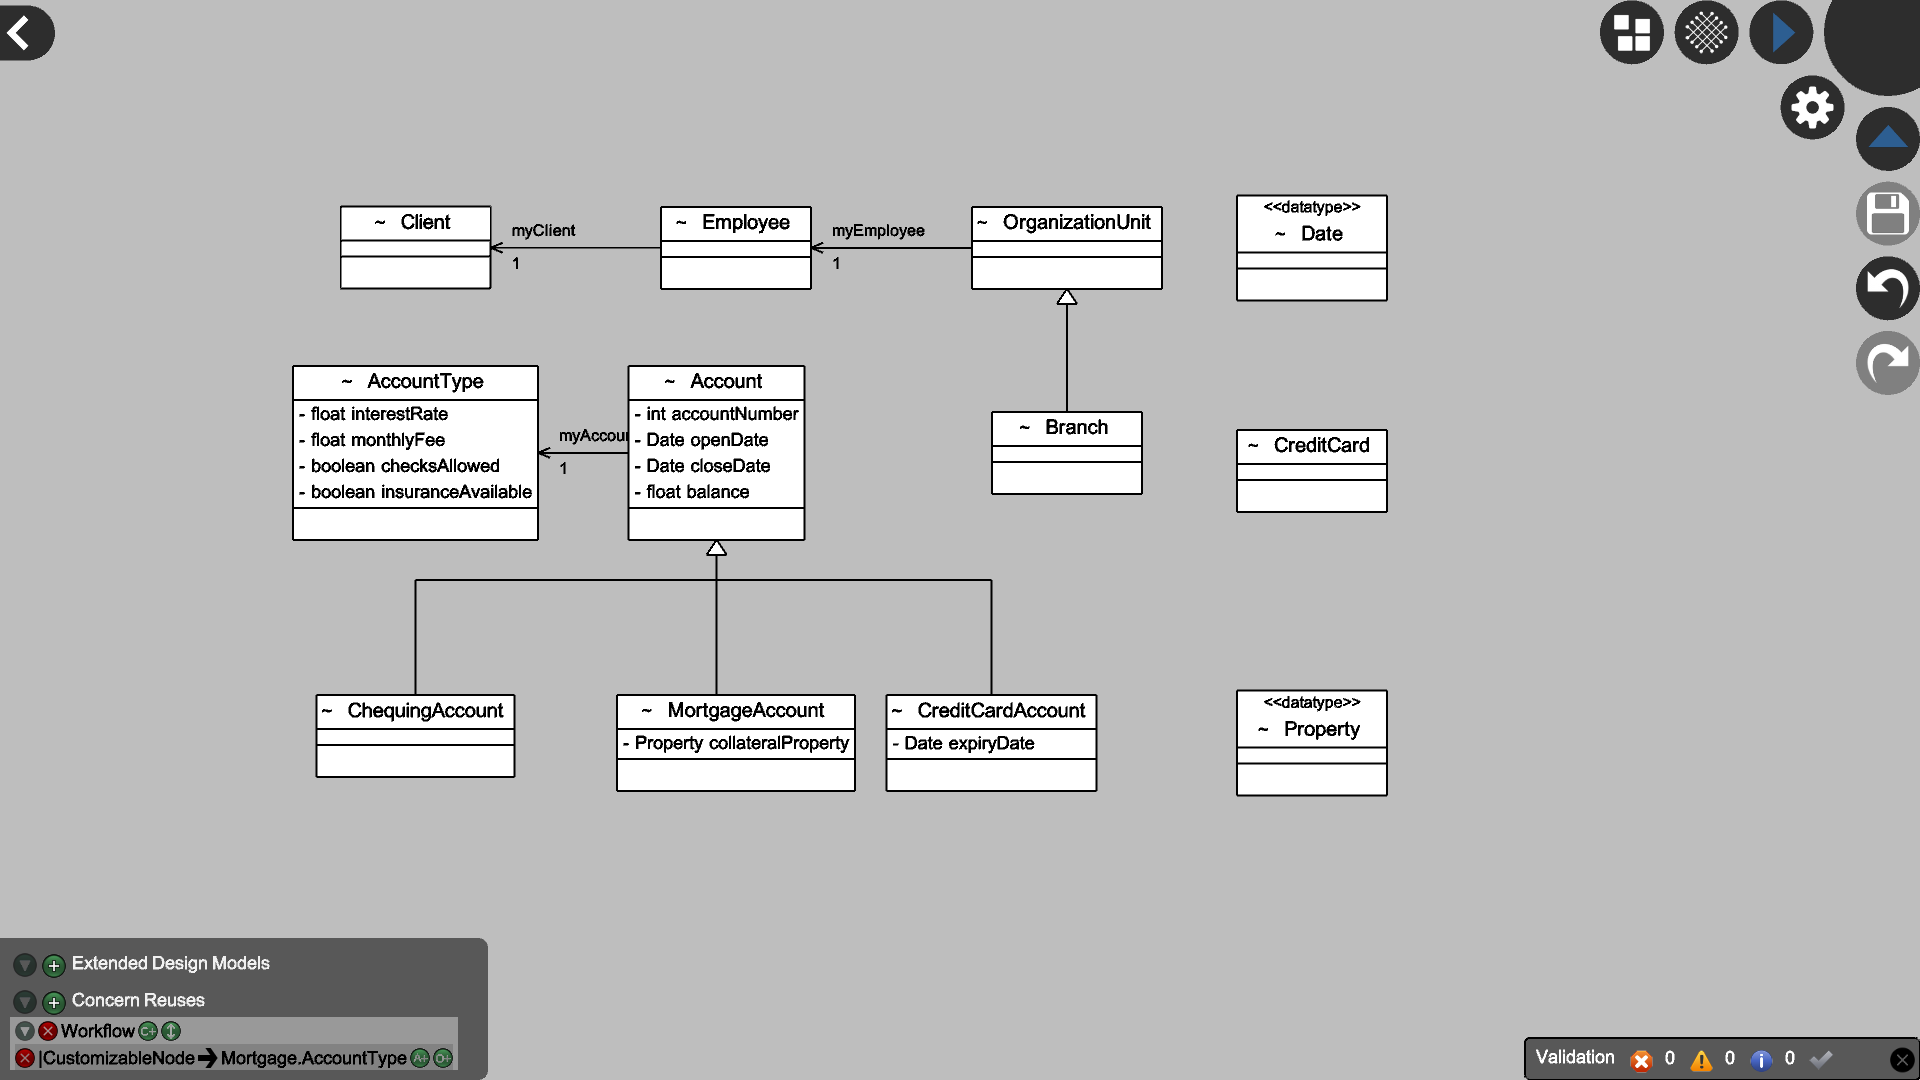 ~ Client
myClient
1
~ Employee
myEmployee
1
~ OrganizationUnit
<<datatype>>
~ Date
~ AccountType
- float interestRate
- float monthlyFee
- boolean checksAllowed
- boolean insuranceAvailable
myAccou
1
~ Account
- int accountNumber
- Date openDate
- Date closeDate
- float balance
~ Branch
~ CreditCard
~ ChequingAccount
~ MortgageAccount
- Property collateralProperty
~ CreditCardAccount
- Date expiryDate
<<datatype>>
~ Property
Extended Design Models
Concern Reuses
Workflow C+
|CustomizableNode → Mortgage.AccountType A+ O+
Validation 0 0 i 0